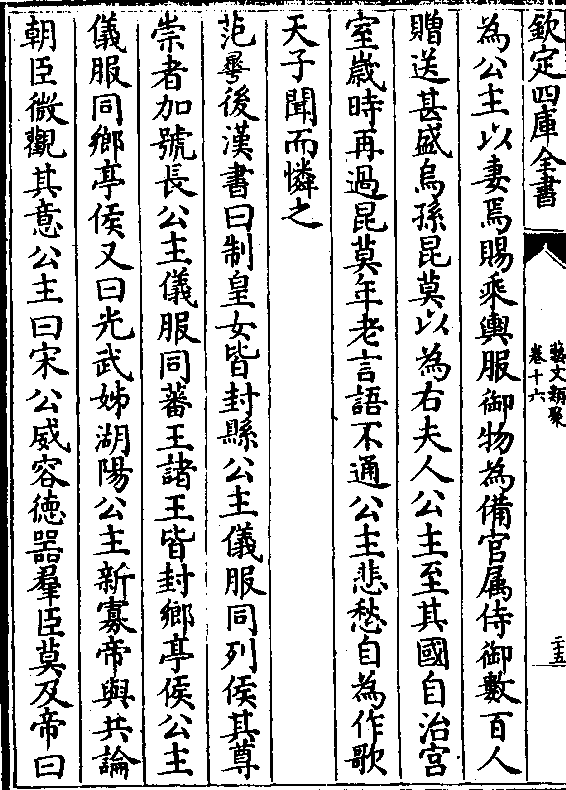 欽定四庫全書
藝文類聚
卷十六
二十五
為公主以妻焉賜乘輿服御物為備官属侍御數百人
贈送甚盛烏孫昆莫以為右夫人公主至其國自治宫
室歲時再過昆莫年老言語不通公主悲愁自為作歌
天子聞而憐之
范曅後漢書曰制皇女皆封縣公主儀服同列侯其尊
崇者加號長公主儀服同蕃王諸王皆封鄉亭侯公主
儀服同鄉亭侯又曰光武姊湖陽公主新寡帝與共論
朝臣微觀其意公主曰宋公威容徳器羣臣莫及帝曰